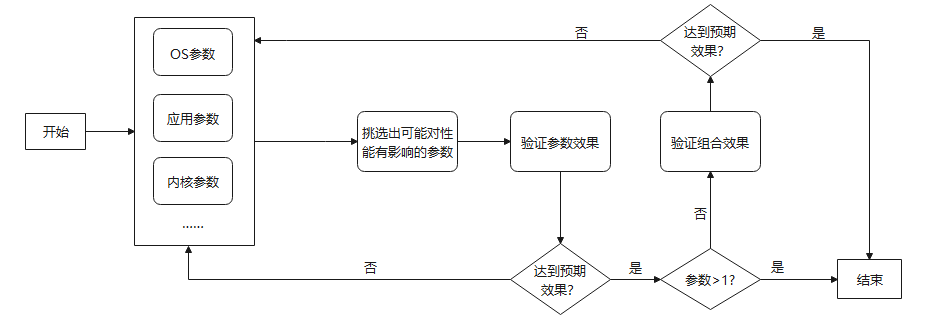 开始
OS参数
应用参数
内核参数
......
挑选出可能对性
能有影响的参数
验证参数效果
达到预期
效果?
否
是
参数>1?
否
是
验证组合效果
达到预期
效果?
否
是
结束